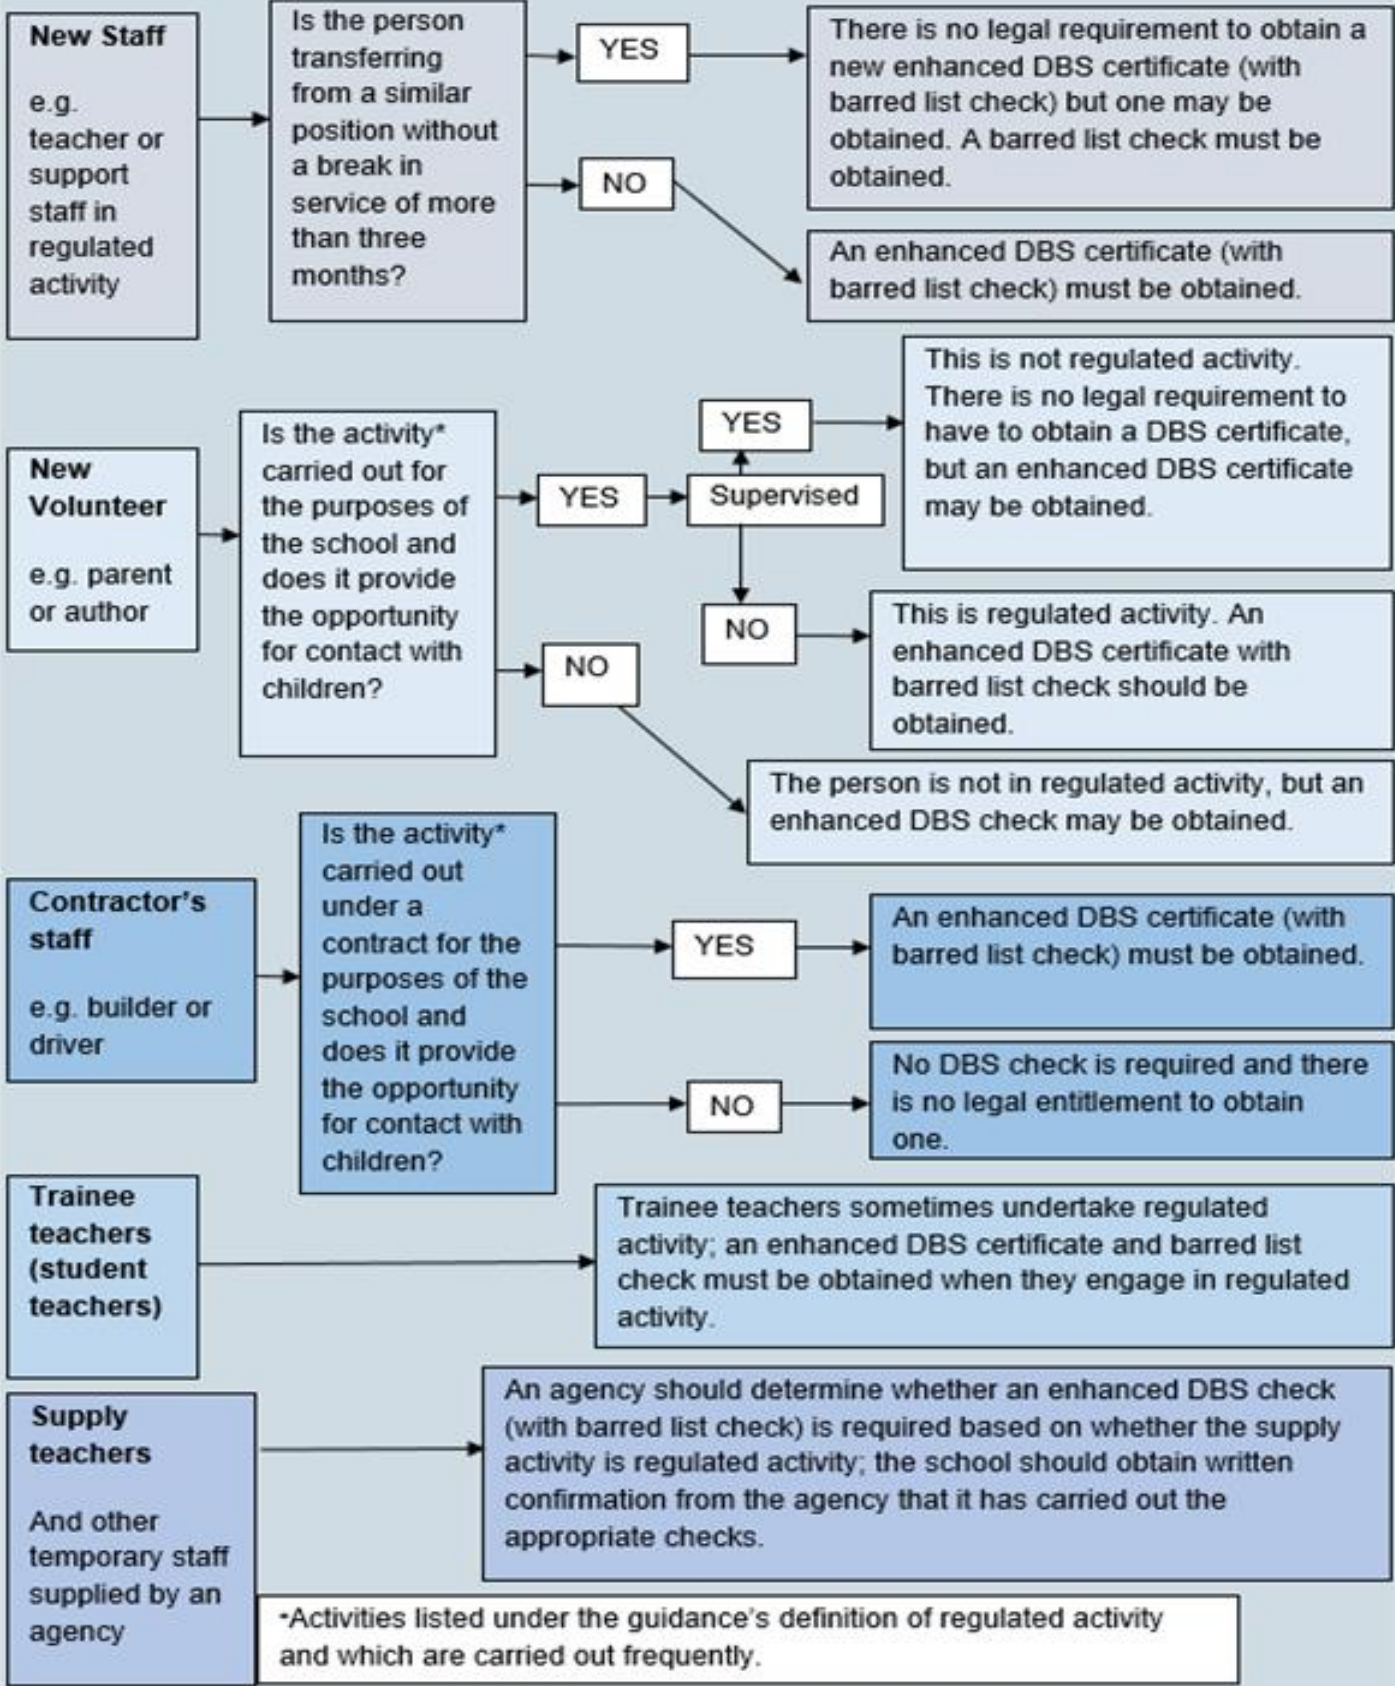 New Staff
e.g.
teacher or
support
staff in
regulated
activity
Is the person
transferring
from a similar
position without
a break in
service of more
than three
months?
YES
There is no legal requirement to obtain a
new enhanced DBS certificate (with
barred list check) but one may be
obtained. A barred list check must be
obtained.
NO
An enhanced DBS certificate (with
barred list check) must be obtained.
New
Volunteer
e.g. parent
or author
Is the activity*
carried out for
the purposes of
the school and
does it provide
the opportunity
for contact with
children?
YES
Supervised
YES
This is not regulated activity.
There is no legal requirement to
have to obtain a DBS certificate,
but an enhanced DBS certificate
may be obtained.
NO
This is regulated activity. An
enhanced DBS certificate with
barred list check should be
obtained.
NO
The person is not in regulated activity, but an
enhanced DBS check may be obtained.
Contractor's
staff
e.g. builder or
driver
Is the activity*
carried out
under a
contract for the
purposes of the
school and
does it provide
the opportunity
for contact with
children?
YES
An enhanced DBS certificate (with
barred list check) must be obtained.
NO
No DBS check is required and there
is no legal entitlement to obtain
one.
Trainee
teachers
(student
teachers)
Trainee teachers sometimes undertake regulated
activity; an enhanced DBS certificate and barred list
check must be obtained when they engage in regulated
activity.
Supply
teachers
And other
temporary staff
supplied by an
agency
An agency should determine whether an enhanced DBS check
(with barred list check) is required based on whether the supply
activity is regulated activity; the school should obtain written
confirmation from the agency that it has carried out the
appropriate checks.
*Activities listed under the guidance's definition of regulated activity
and which are carried out frequently.